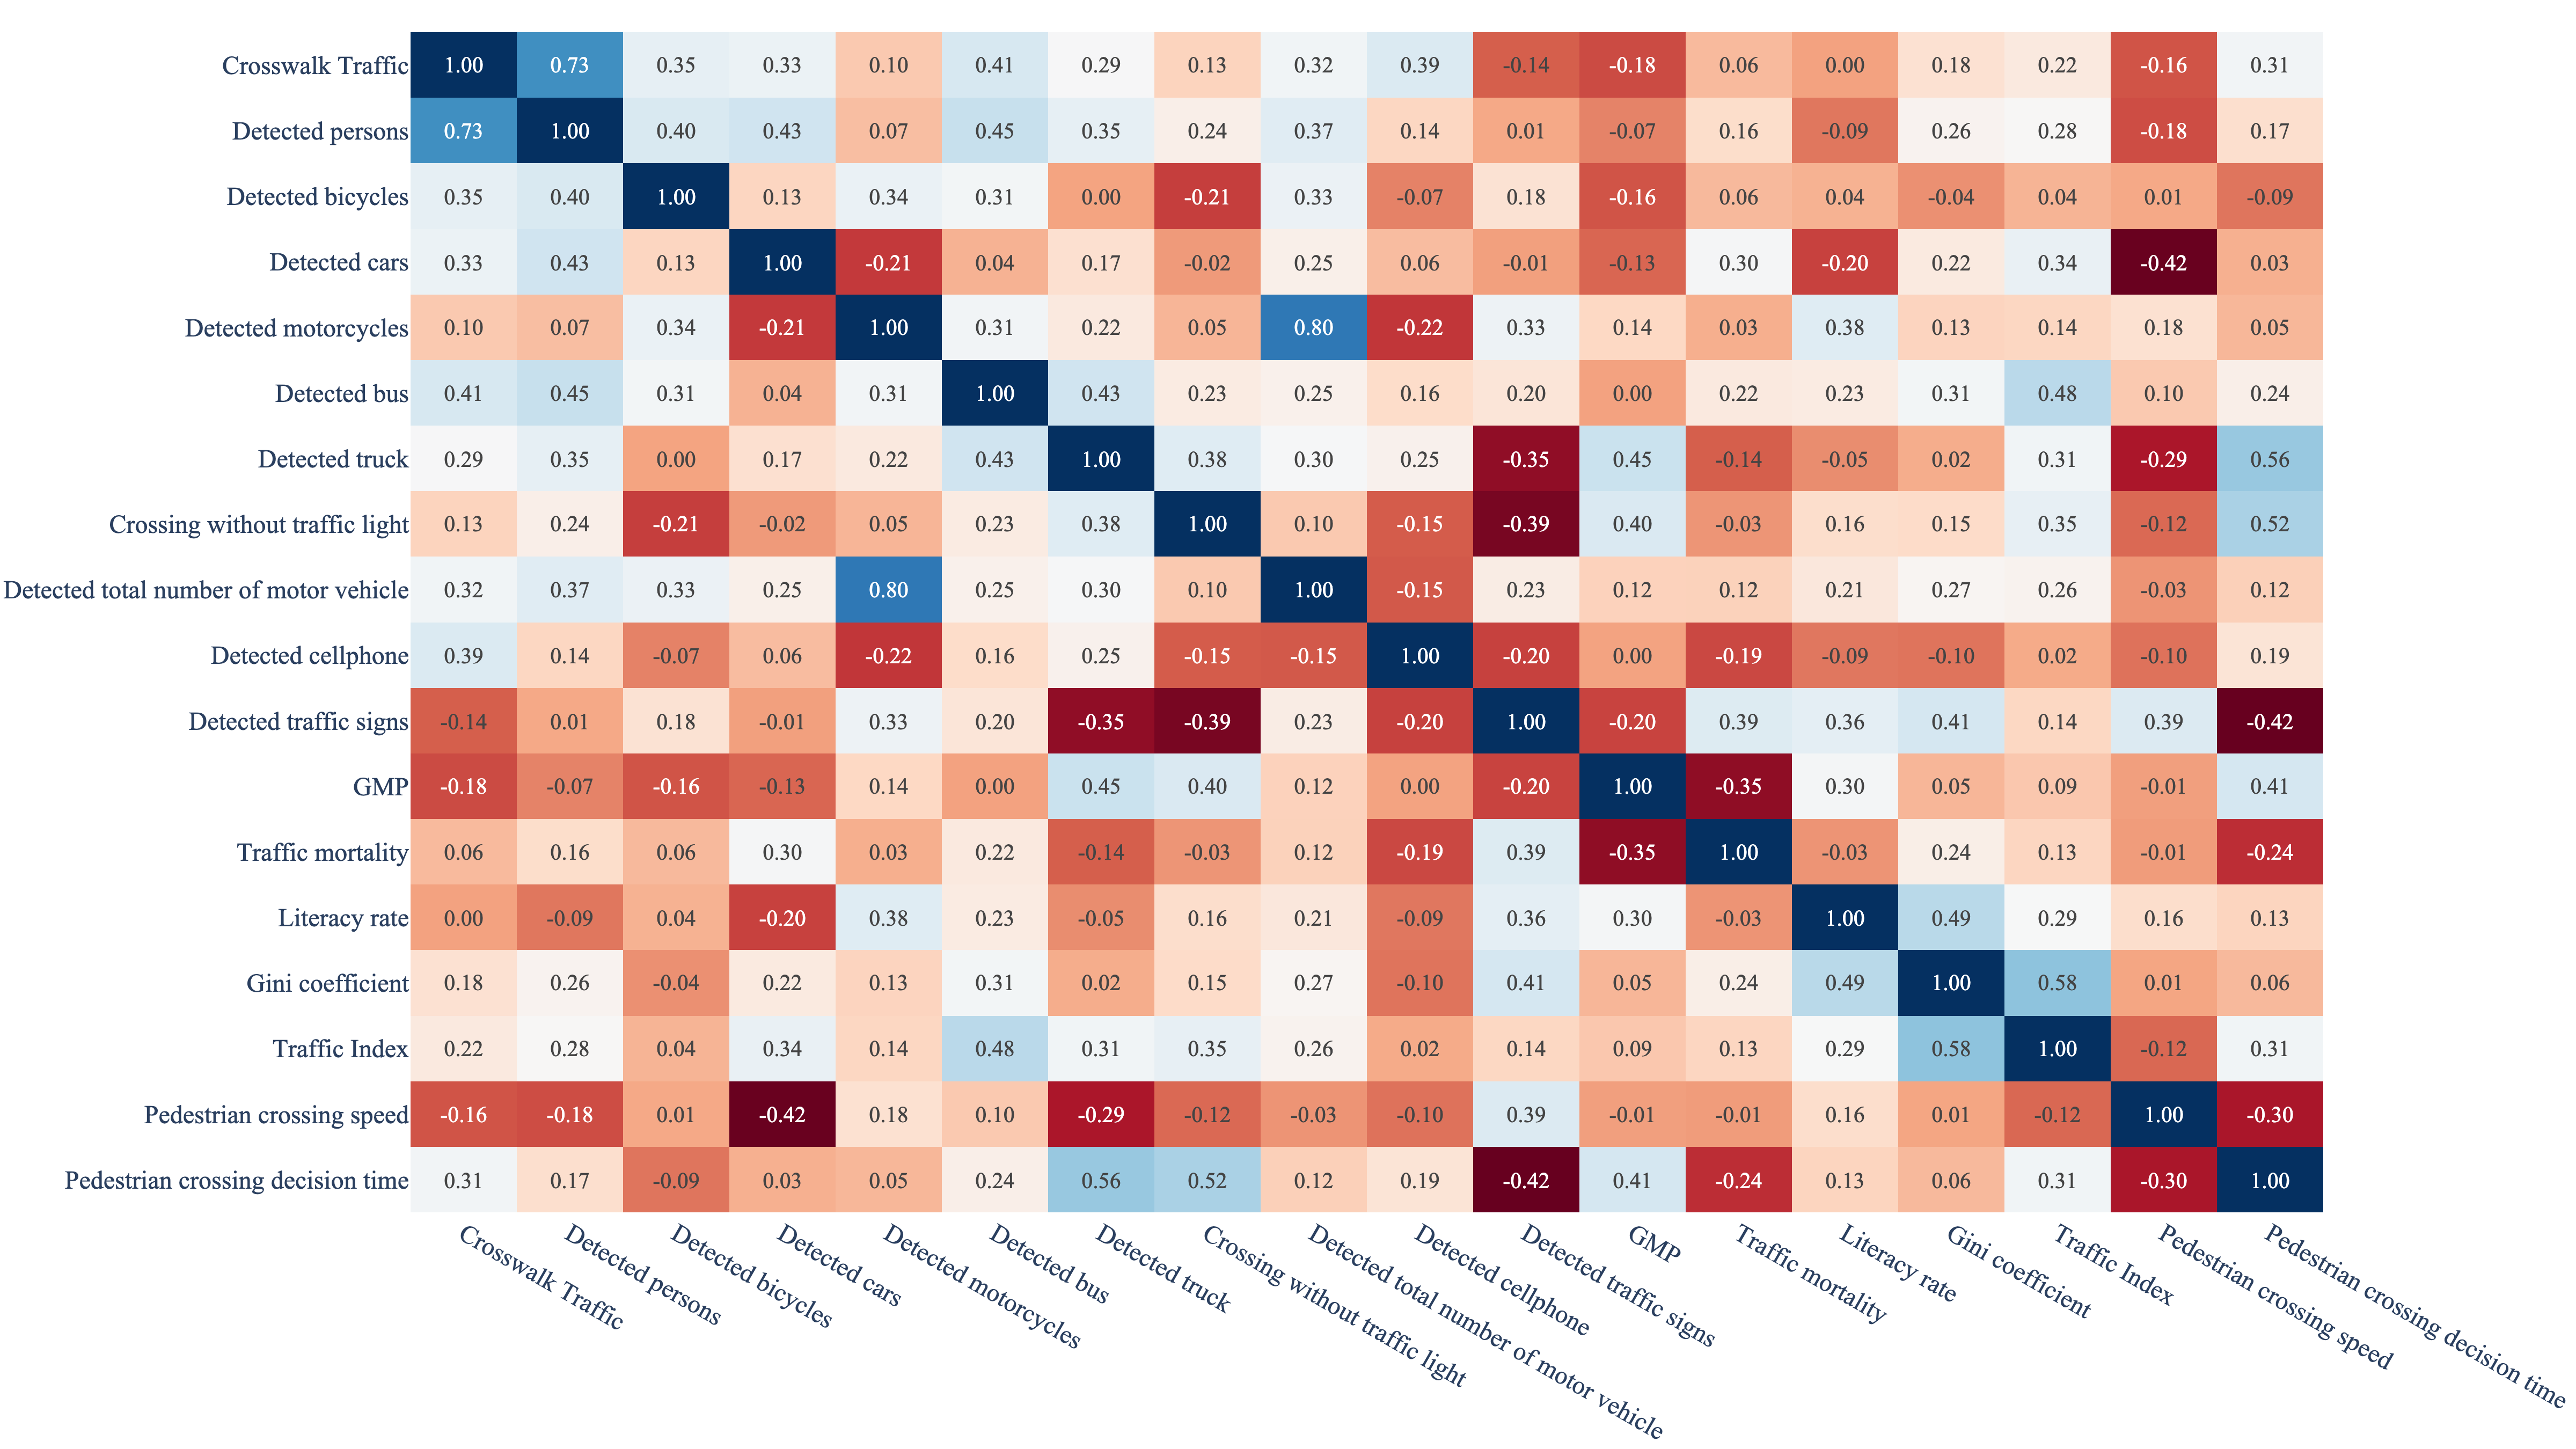 Crosswalk Traffic 1.00 0.73 0.35 0.33 0.10 0.41 0.29 0.13 0.32 0.39 -0.14 -0.18 0.06 0.00 0.18 0.22 -0.16 0.31
Detected persons 0.73 1.00 0.40 0.43 0.07 0.45 0.35 0.24 0.37 0.14 0.01 -0.07 0.16 -0.09 0.26 0.28 -0.18 0.17
Detected bicycles 0.35 0.40 1.00 0.13 0.34 0.31 0.00 -0.21 0.33 -0.07 0.18 -0.16 0.06 0.04 -0.04 0.04 0.01 -0.09
Detected cars 0.33 0.43 0.13 1.00 -0.21 0.04 0.17 -0.02 0.25 0.06 -0.01 -0.13 0.30 -0.20 0.22 0.34 -0.42 0.03
Detected motorcycles 0.10 0.07 0.34 -0.21 1.00 0.31 0.22 0.05 0.80 -0.22 0.33 0.14 0.03 0.38 0.13 0.14 0.18 0.05
Detected bus 0.41 0.45 0.31 0.04 0.31 1.00 0.43 0.23 0.25 0.16 0.20 0.00 0.22 0.23 0.31 0.48 0.10 0.24
Detected truck 0.29 0.35 0.00 0.17 0.22 0.43 1.00 0.38 0.30 0.25 -0.35 0.45 -0.14 -0.05 0.02 0.31 -0.29 0.56
Crossing without traffic light 0.13 0.24 -0.21 -0.02 0.05 0.23 0.38 1.00 0.10 -0.15 -0.39 0.40 -0.03 0.16 0.15 0.35 -0.12 0.52
Detected total number of motor vehicle 0.32 0.37 0.33 0.25 0.80 0.25 0.30 0.10 1.00 -0.15 0.23 0.12 0.12 0.21 0.27 0.26 -0.03 0.12
Detected cellphone 0.39 0.14 -0.07 0.06 -0.22 0.16 0.25 -0.15 -0.15 1.00 -0.20 0.00 -0.19 -0.09 -0.10 0.02 -0.10 0.19
Detected traffic signs -0.14 0.01 0.18 -0.01 0.33 0.20 -0.35 -0.39 0.23 -0.20 1.00 -0.20 0.39 0.36 0.41 0.14 0.39 -0.42
GMP -0.18 -0.07 -0.16 -0.13 0.14 0.00 0.45 0.40 0.12 0.00 -0.20 1.00 -0.35 0.30 0.05 0.09 -0.01 0.41
Traffic mortality 0.06 0.16 0.06 0.30 0.03 0.22 -0.14 -0.03 0.12 -0.19 0.39 -0.35 1.00 -0.03 0.24 0.13 -0.01 -0.24
Literacy rate 0.00 -0.09 0.04 -0.20 0.38 0.23 -0.05 0.16 0.21 -0.09 0.36 0.30 -0.03 1.00 0.49 0.29 0.16 0.13
Gini coefficient 0.18 0.26 -0.04 0.22 0.13 0.31 0.02 0.15 0.27 -0.10 0.41 0.05 0.24 0.49 1.00 0.58 0.01 0.06
Traffic Index 0.22 0.28 0.04 0.34 0.14 0.48 0.31 0.35 0.26 0.02 0.14 0.09 0.13 0.29 0.58 1.00 -0.12 0.31
Pedestrian crossing speed -0.16 -0.18 0.01 -0.42 0.18 0.10 -0.29 -0.12 -0.03 -0.10 0.39 -0.01 -0.01 0.16 0.01 -0.12 1.00 -0.30
Pedestrian crossing decision time 0.31 0.17 -0.09 0.03 0.05 0.24 0.56 0.52 0.12 0.19 -0.42 0.41 -0.24 0.13 0.06 0.31 -0.30 1.00
Crosswalk Traffic
Detected persons
Detected bicycles
Detected cars
Detected motorcycles
Detected bus
Detected truck
Crossing without traffic light
Detected total number of motor vehicle
Detected cellphone
Detected traffic signs
GMP
Traffic mortality
Literacy rate
Gini coefficient
Traffic Index
Pedestrian crossing speed
Pedestrian crossing decision time